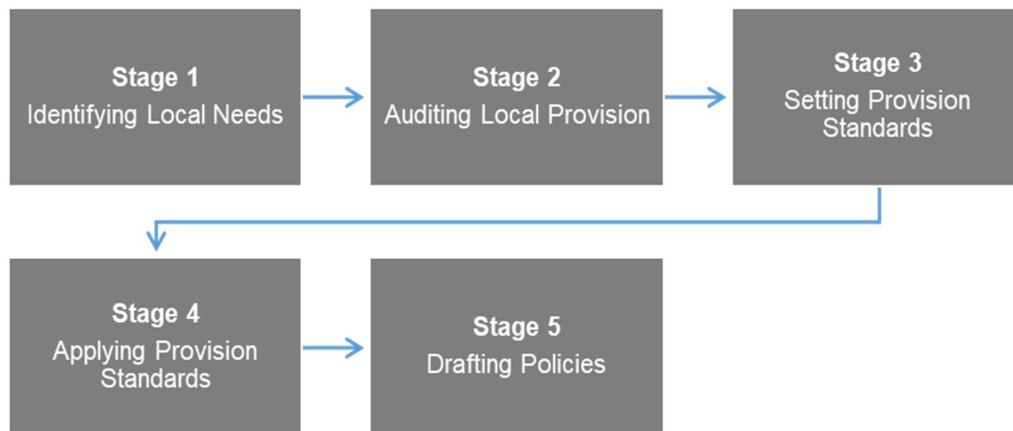 Stage 1
Identifying Local Needs
Stage 2
Auditing Local Provision
Stage 3
Setting Provision
Standards
Stage 4
Applying Provision
Standards
Stage 5
Drafting Policies